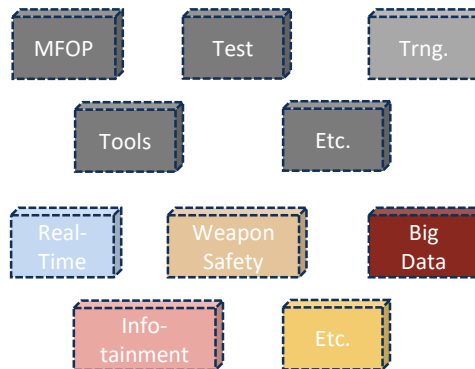 MFOP
Test
Trng.
Tools
Etc.
Real-
Time
Weapon
Safety
Big
Data
Info-
tainment
Etc.